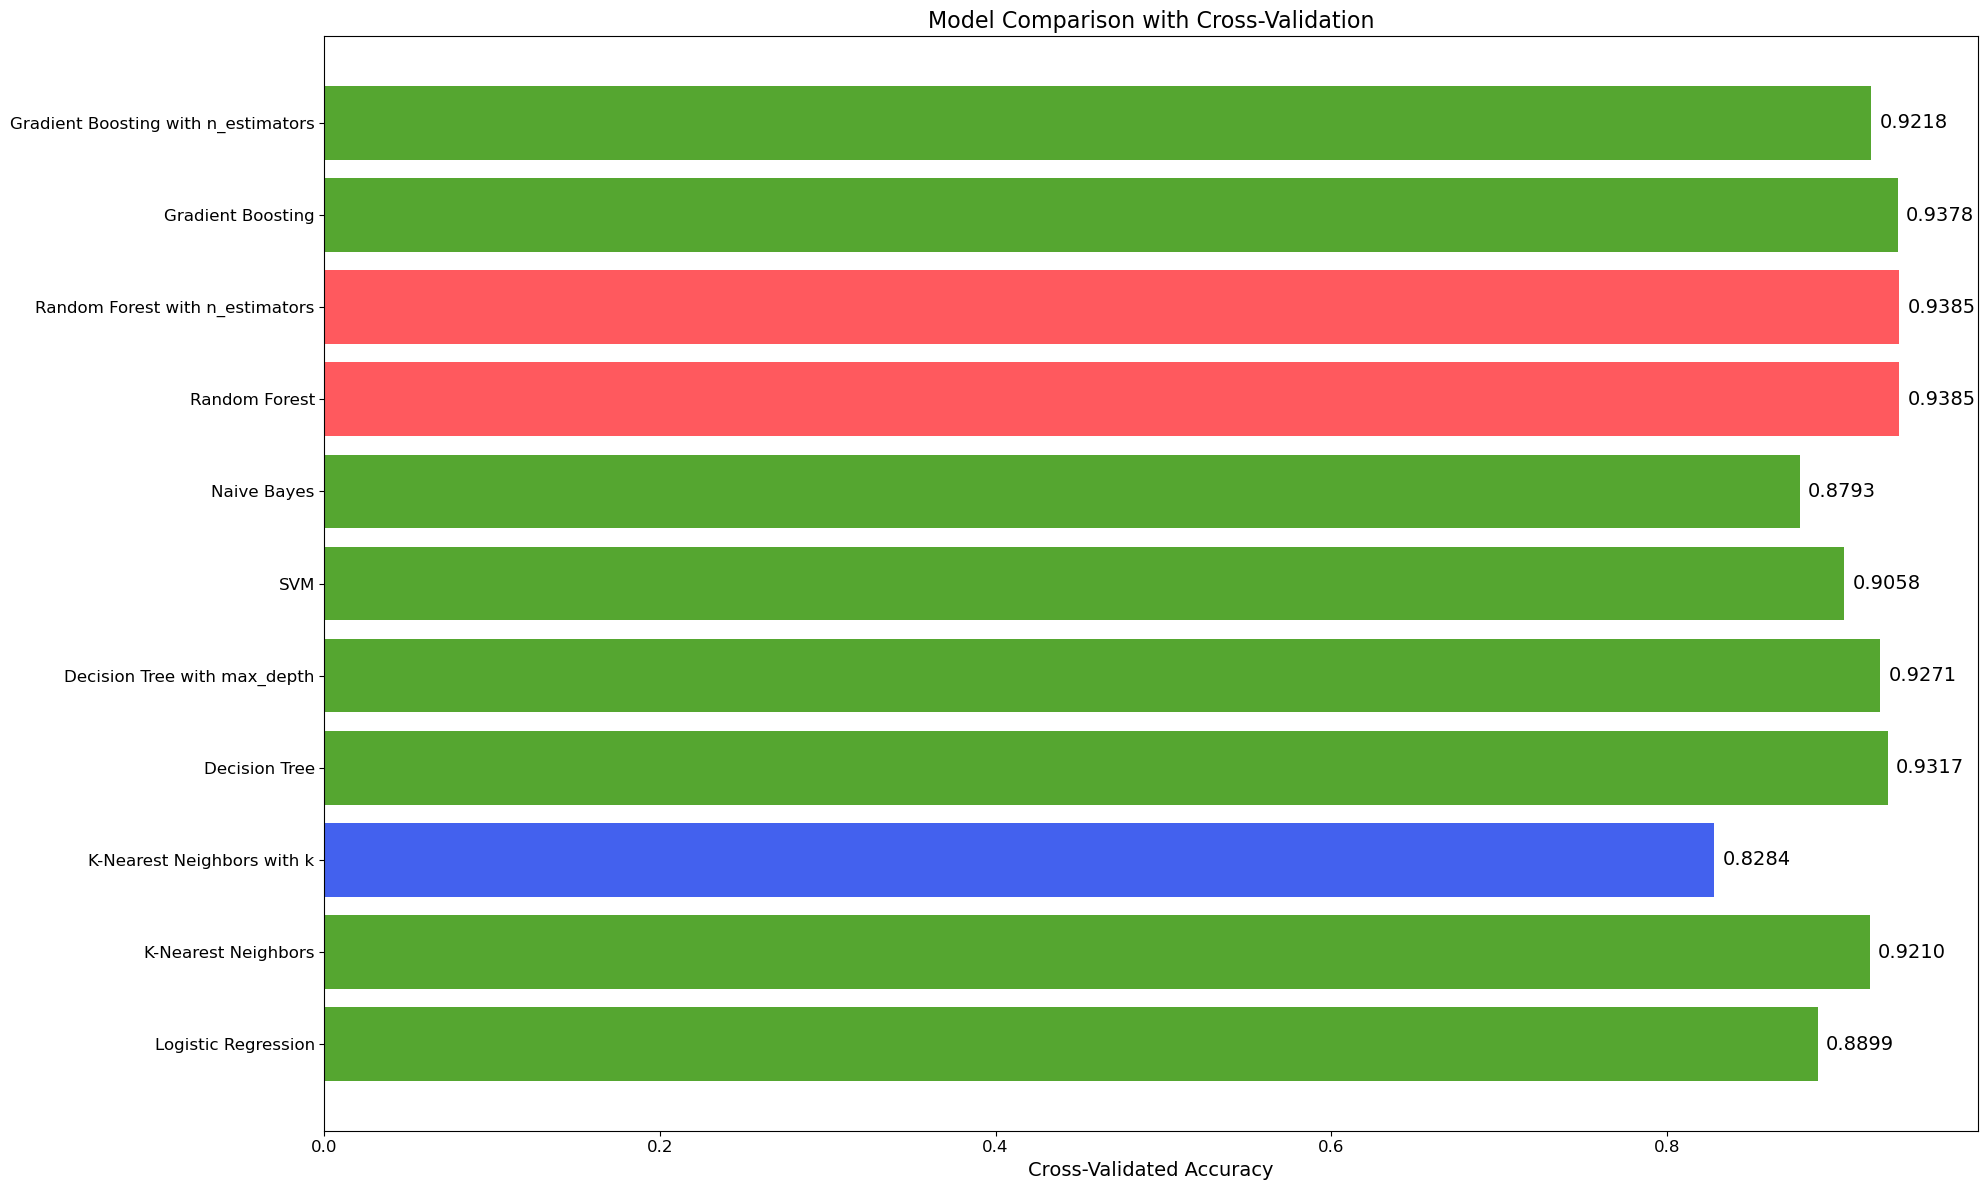 Model Comparison with Cross-Validation
Gradient Boosting with n_estimators 0.9218
Gradient Boosting 0.9378
Random Forest with n_estimators 0.9385
Random Forest 0.9385
Naive Bayes 0.8793
SVM 0.9058
Decision Tree with max_depth 0.9271
Decision Tree 0.9317
K-Nearest Neighbors with k 0.8284
K-Nearest Neighbors 0.9210
Logistic Regression 0.8899
0.0 0.2 0.4 0.6 0.8
Cross-Validated Accuracy